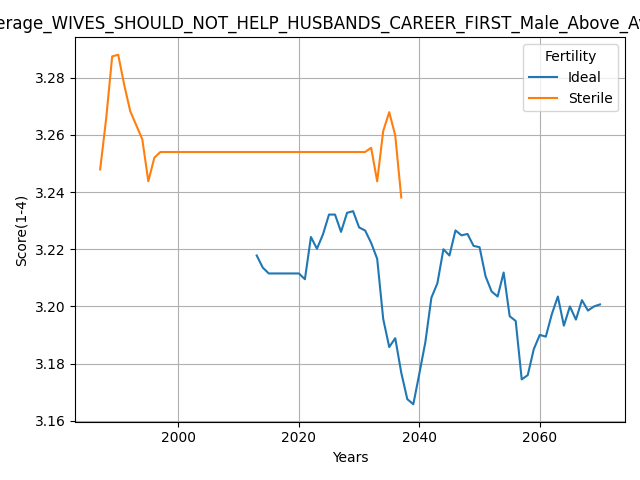 erage_WIVES_SHOULD_NOT_HELP_HUSBANDS_CAREER_FIRST_Male_Above_Av
Fertility
Ideal
Sterile
3.28
3.26
3.24
3.22
3.20
3.18
3.16
Score(1-4)
2000
2020
2040
2060
Years